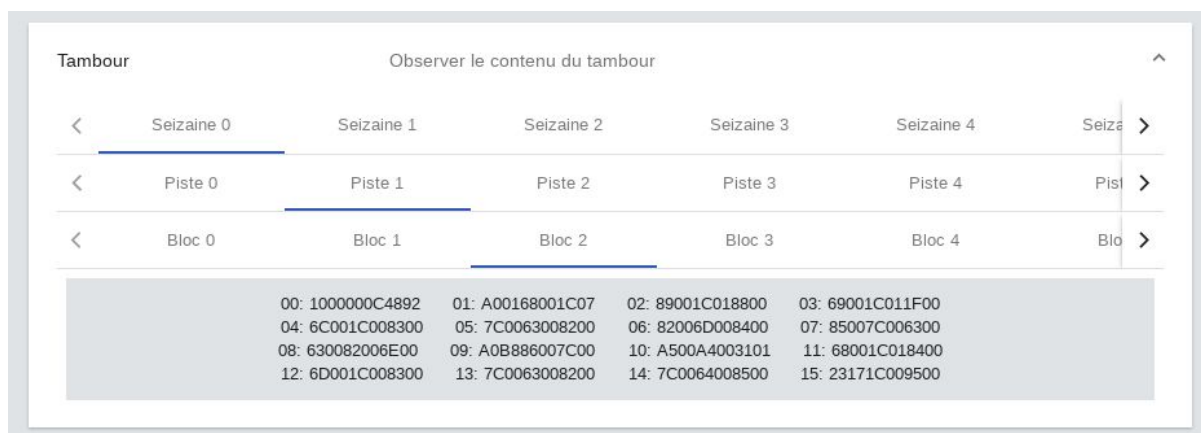 Tambour Observer le contenu du tambour
Seizaine 0 Seizaine 1 Seizaine 2 Seizaine 3 Seizaine 4 Seiza
Piste 0 Piste 1 Piste 2 Piste 3 Piste 4 Pist
Bloc 0 Bloc 1 Bloc 2 Bloc 3 Bloc 4 Blo
00: 1000000C4892 01: A00168001C07 02: 89001C018800 03: 69001C011F00
04: 6C001C008300 05: 7C0063008200 06: 82006D008400 07: 85007C006300
08: 630082006E00 09: A0B886007C00 10: A500A4003101 11: 68001C018400
12: 6D001C008300 13: 7C0063008200 14: 7C0064008500 15: 23171C009500